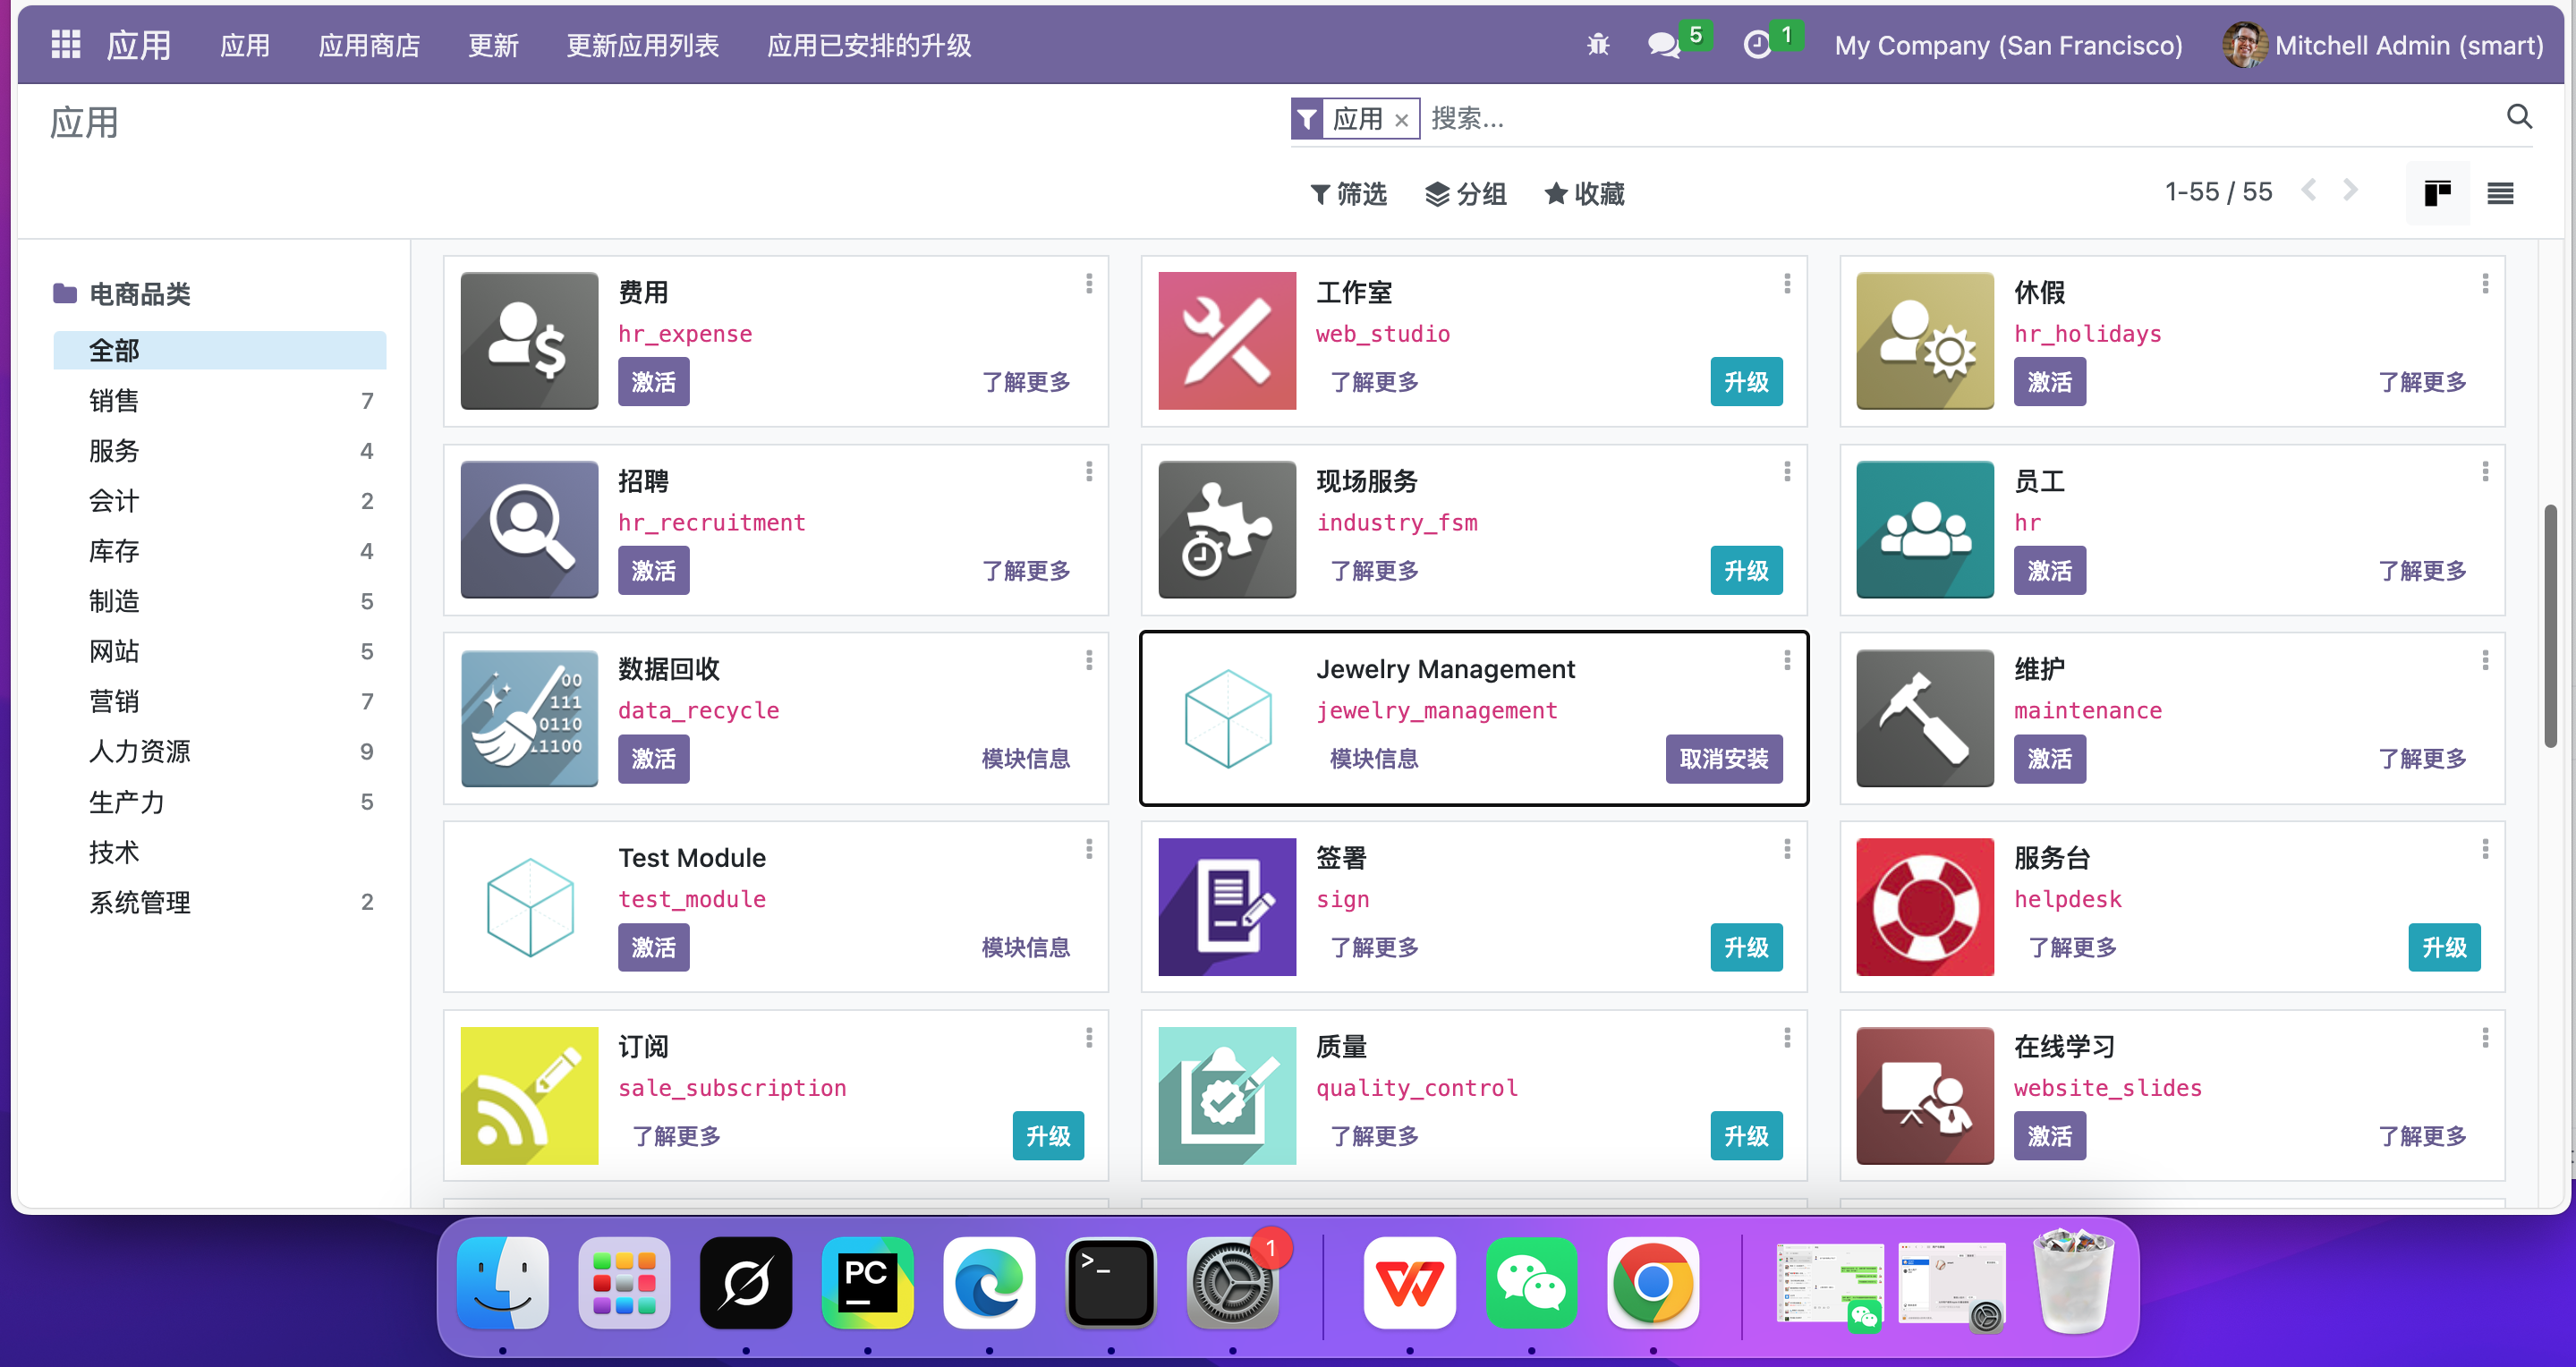 应用 应用 应用商店 更新 更新应用列表 应用已安排的升级 5 1 My Company (San Francisco) Mitchell Admin (smart)
应用 应用 × 搜索...
筛选 分组 收藏 1-55 / 55
电商品类
全部
销售 7
服务 4
会计 2
库存 4
制造 5
网站 5
营销 7
人力资源 9
生产力 5
技术
系统管理 2
费用
hr_expense
激活 了解更多
工作室
web_studio
了解更多 升级
休假
hr_holidays
激活 了解更多
招聘
hr_recruitment
激活 了解更多
现场服务
industry_fsm
了解更多 升级
员工
hr
激活 了解更多
00
111
0110
11100
数据回收
data_recycle
激活 模块信息
Jewelry Management
jewelry_management
模块信息 取消安装
维护
maintenance
激活 了解更多
Test Module
test_module
激活 模块信息
签署
sign
了解更多 升级
服务台
helpdesk
了解更多 升级
订阅
sale_subscription
了解更多 升级
质量
quality_control
了解更多 升级
在线学习
website_slides
激活 了解更多
PC
>_
1